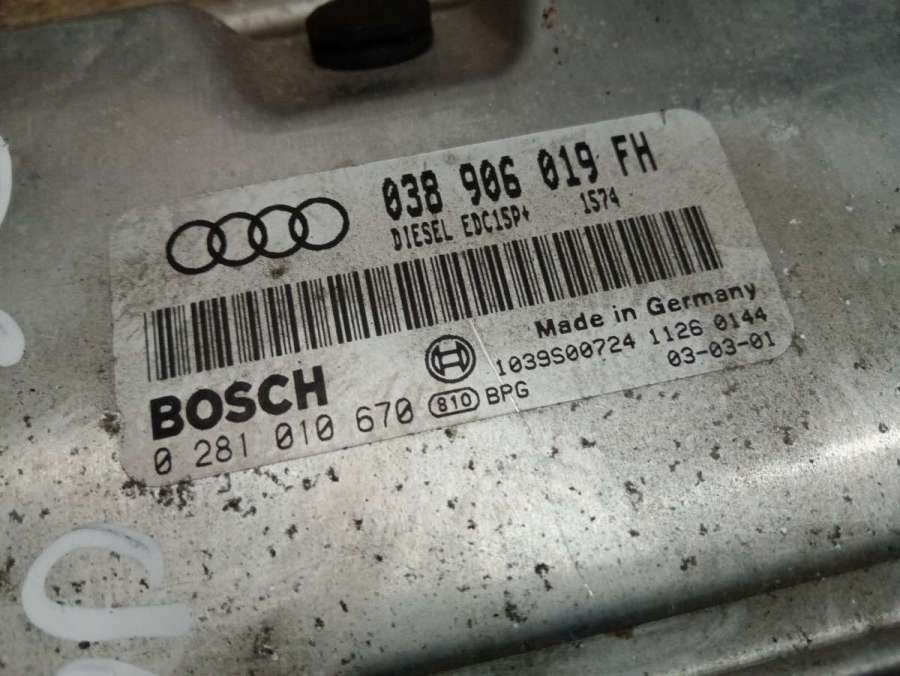 038 906 019 FH
DIESEL EDC15P+ 1574
Made in Germany
BOSCH
1039S00724 1126 0144
0 281 010 670 810 BPG
03-03-01